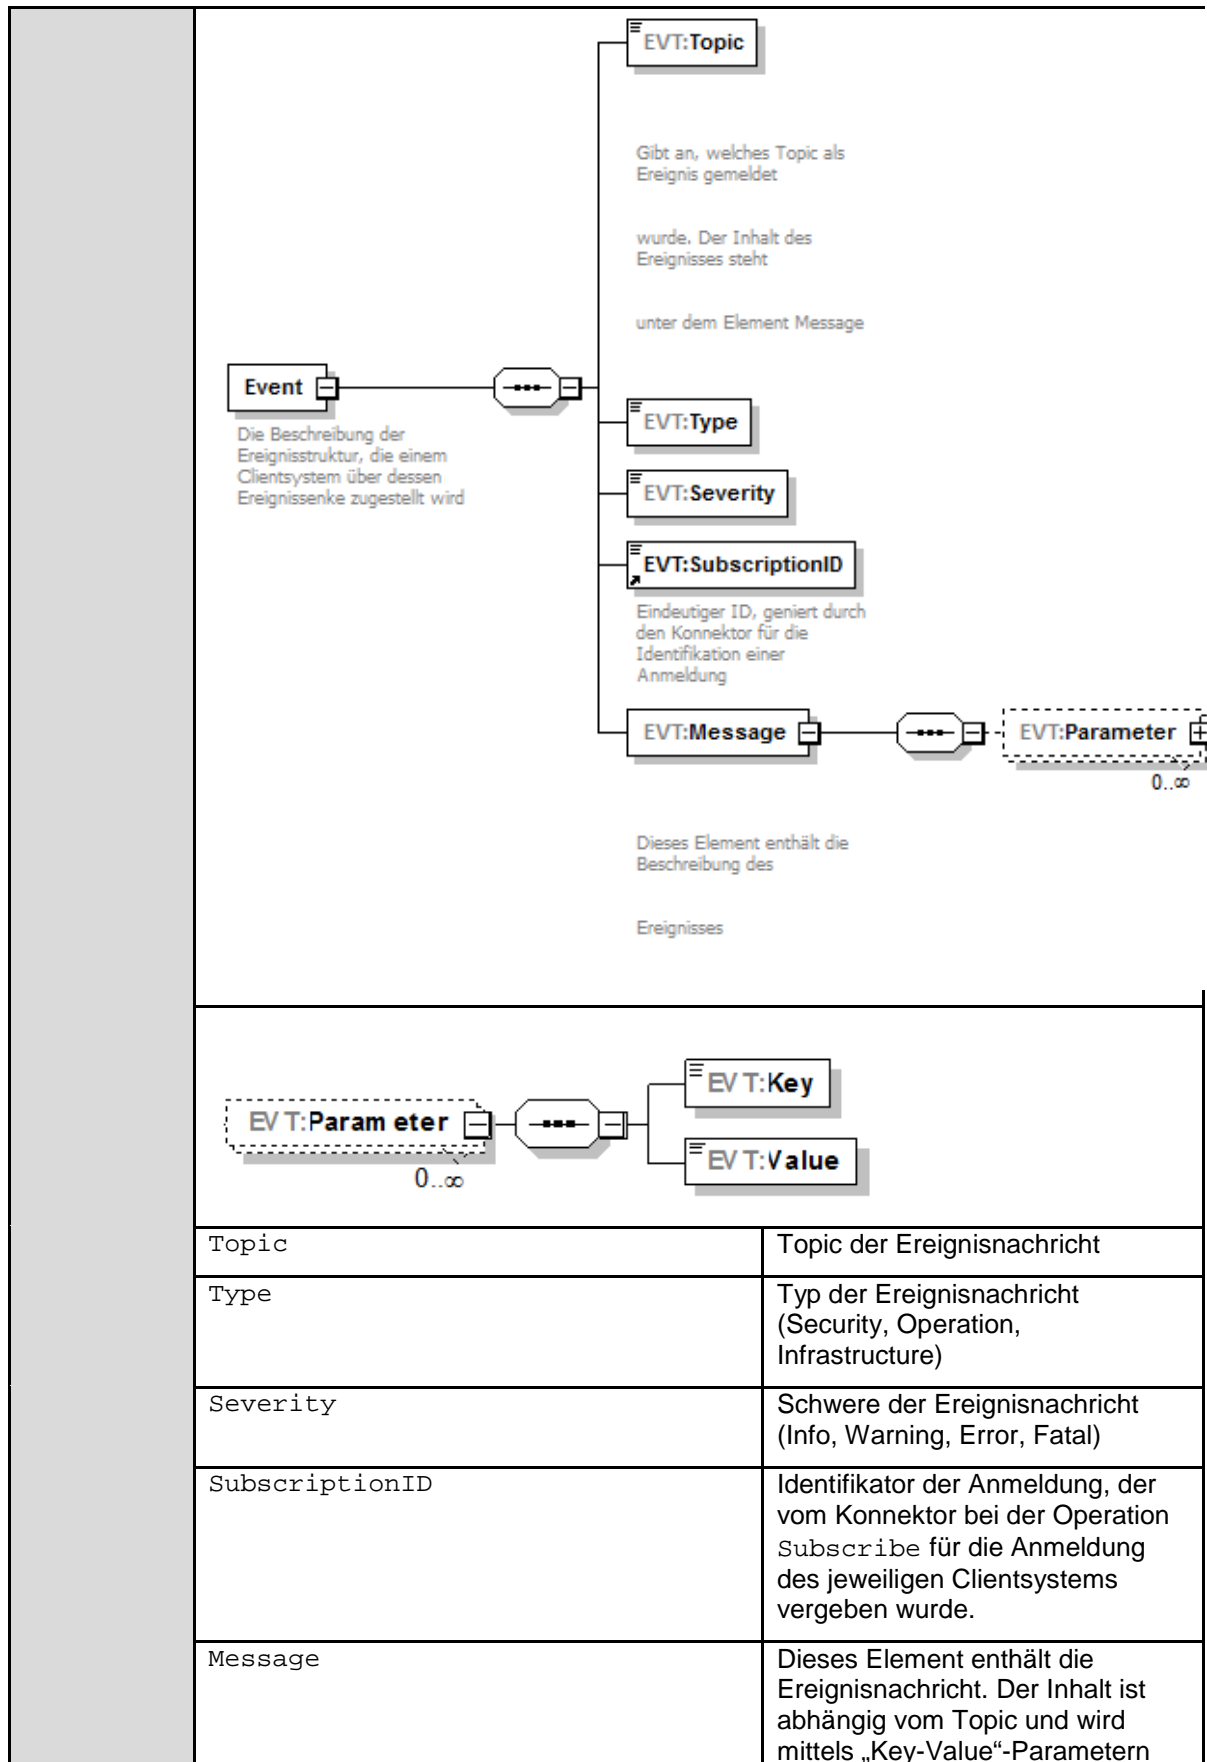 EVT:Topic
Gibt an, welches Topic als
Ereignis gemeldet
wurde. Der Inhalt des
Ereignisses steht
unter dem Element Message
Event
Die Beschreibung der
Ereignisstruktur, die einem
Clientsystem über dessen
Ereignissenke zugestellt wird
EVT:Type
EVT:Severity
EVT:SubscriptionID
Eindeutiger ID, geniert durch
den Konnektor für die
Identifikation einer
Anmeldung
EVT:Message
EVT:Parameter
0..∞
Dieses Element enthält die
Beschreibung des
Ereignisses
EVT:Parameter
0..∞
EVT:Key
EVT:Value
Topic
Topic der Ereignisnachricht
Type
Typ der Ereignisnachricht
(Security, Operation,
Infrastructure)
Severity
Schwere der Ereignisnachricht
(Info, Warning, Error, Fatal)
SubscriptionID
Identifikator der Anmeldung, der
vom Konnektor bei der Operation
Subscribe für die Anmeldung
des jeweiligen Clientsystems
vergeben wurde.
Message
Dieses Element enthält die
Ereignisnachricht. Der Inhalt ist
abhängig vom Topic und wird
mittels „Key-Value“-Parametern